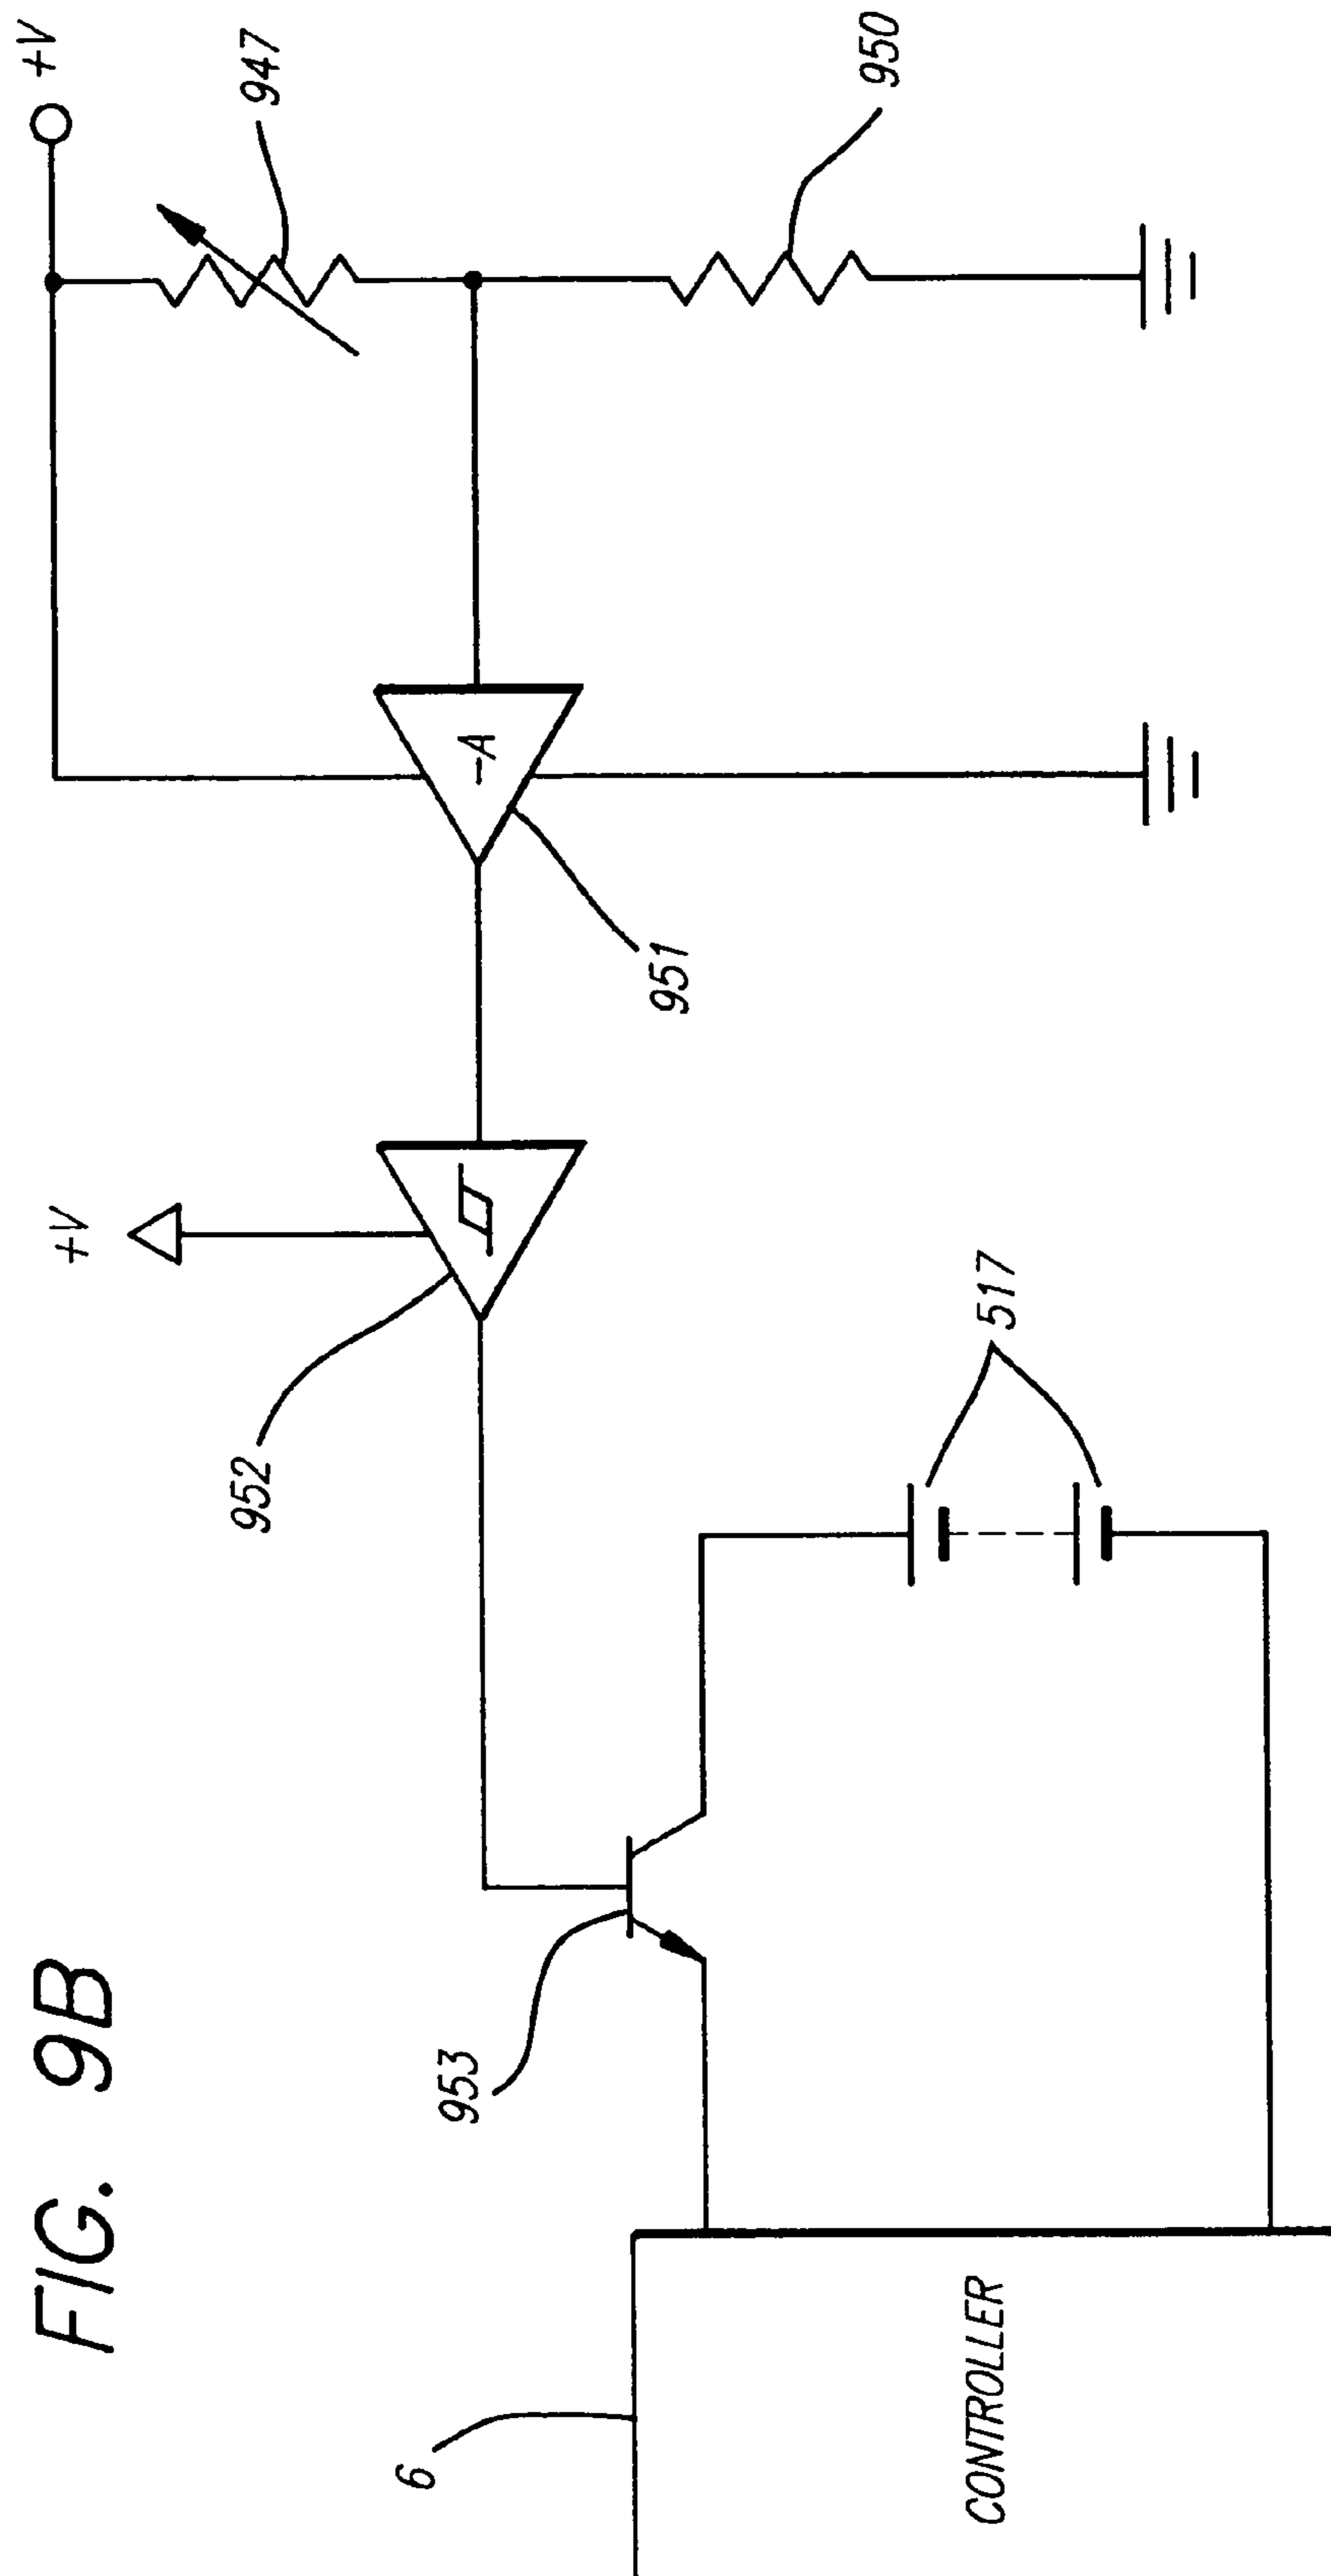 FIG. 9B
+V
947
950
951
+V
952
517
953
6
CONTROLLER
-A